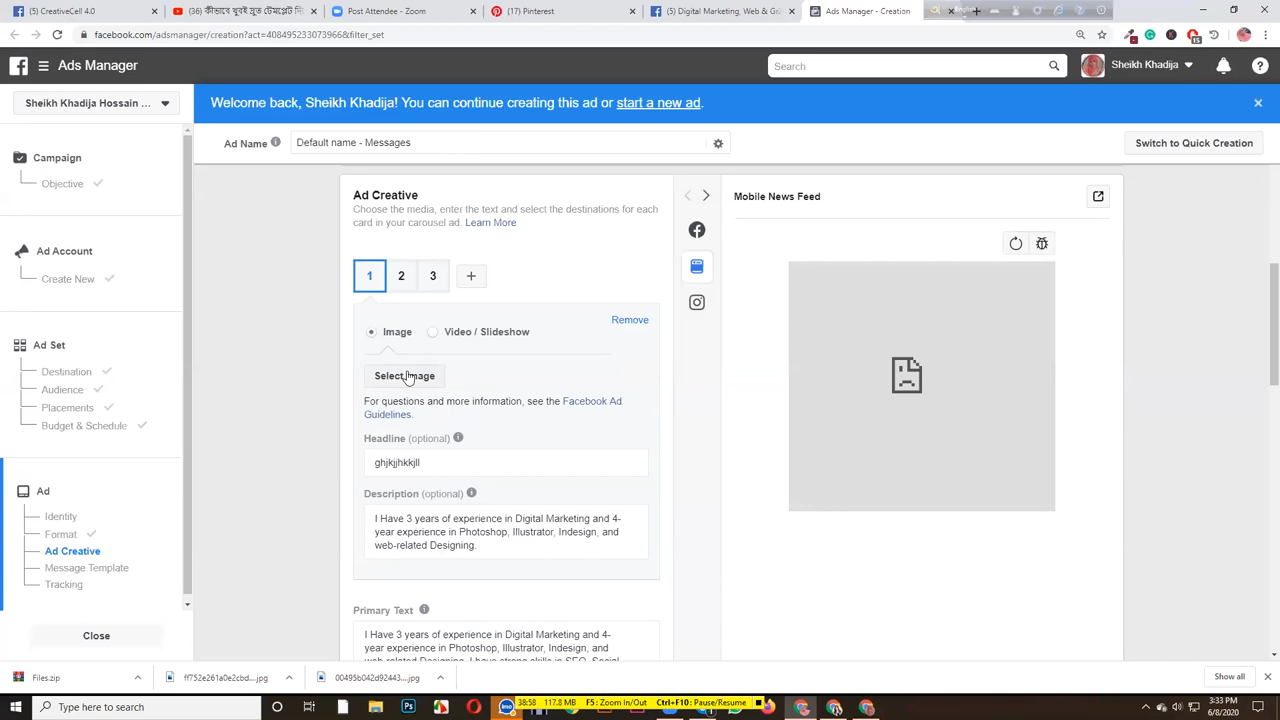 (5) CreativeCell 4.0
(36) কীভাবে খুব দ্রুত টেমপ্লেট দি
Post Attendee - Zoom
(17) Pinterest
(5) Digital Marketing, Web & Gra
Ads Manager - Creation
facebook.com/adsmanager/creation?act=408495233073966&filter_set
15
Ads Manager
Search
Sheikh Khadija
Sheikh Khadija Hossain ...
Welcome back, Sheikh Khadija! You can continue creating this ad or start a new ad.
Ad Name
Default name - Messages
Switch to Quick Creation
Campaign
Objective
Ad Account
Create New
Ad Set
Destination
Audience
Placements
Budget & Schedule
Ad
Identity
Format
Ad Creative
Message Template
Tracking
Close
Ad Creative
Choose the media, enter the text and select the destinations for each
card in your carousel ad. Learn More
1 2 3 +
Image
Video / Slideshow
Remove
Select Image
For questions and more information, see the Facebook Ad
Guidelines.
Headline (optional)
ghjkjjhkkjll
Description (optional)
I Have 3 years of experience in Digital Marketing and 4-
year experience in Photoshop, Illustrator, Indesign, and
web-related Designing.
Primary Text
I Have 3 years of experience in Digital Marketing and 4-
year experience in Photoshop, Illustrator, Indesign, and
web-related Designing. I have strong skills in SEO, Social
Mobile News Feed
Files.zip
ff752e261a0e2cbd....jpg
00495b042d92443....jpg
Show all
Type here to search
38:58
117.8 MB
F5: Zoom In/Out
Ctrl+F10: Pause/Resume
3:33 PM
6/8/2020